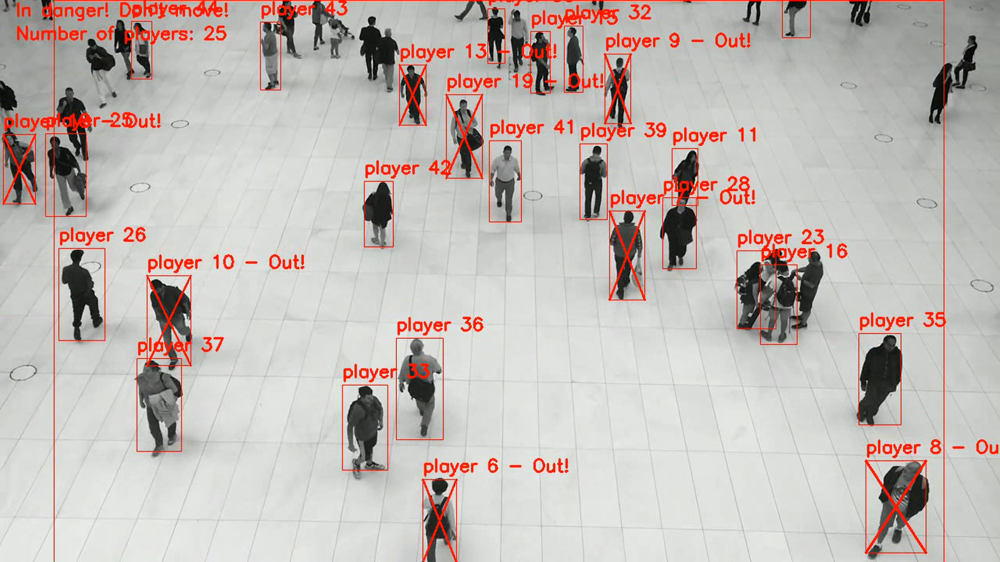 In danger! Don't move!
Number of players: 25
player 44
player 43
player 32
player 15
player 9 - Out!
player 13 - Out!
player 19 - Out!
player - Out!
player 25
player 41
player 39
player 11
player 42
player 28
player 7 - Out!
player 26
player 23
player 16
player 10 - Out!
player 36
player 35
player 37
player 33
player 8 - Ou
player 6 - Out!